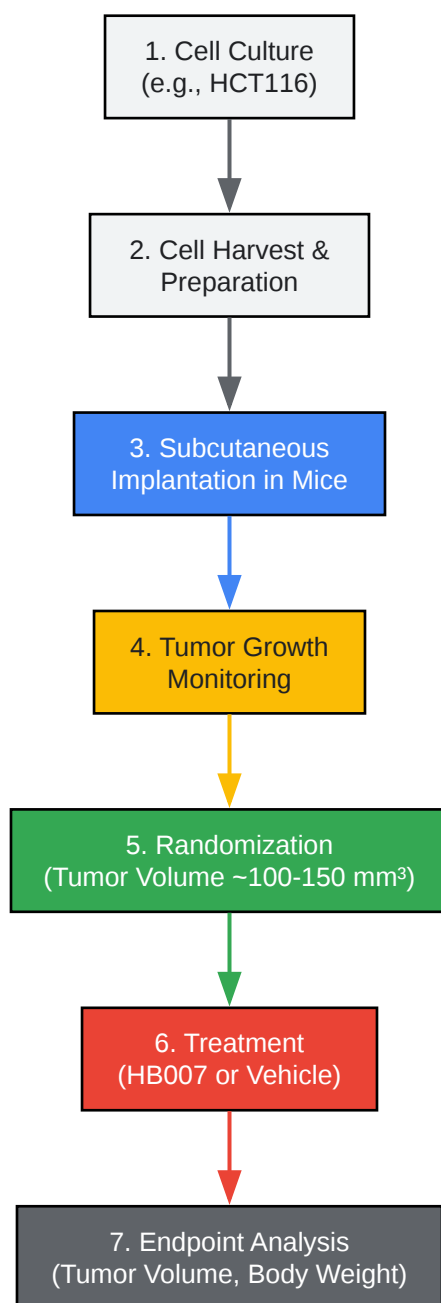 1. Cell Culture
(e.g., HCT116)
2. Cell Harvest &
Preparation
3. Subcutaneous
Implantation in Mice
4. Tumor Growth
Monitoring
5. Randomization
(Tumor Volume ~100-150 mm³)
6. Treatment
(HB007 or Vehicle)
7. Endpoint Analysis
(Tumor Volume, Body Weight)